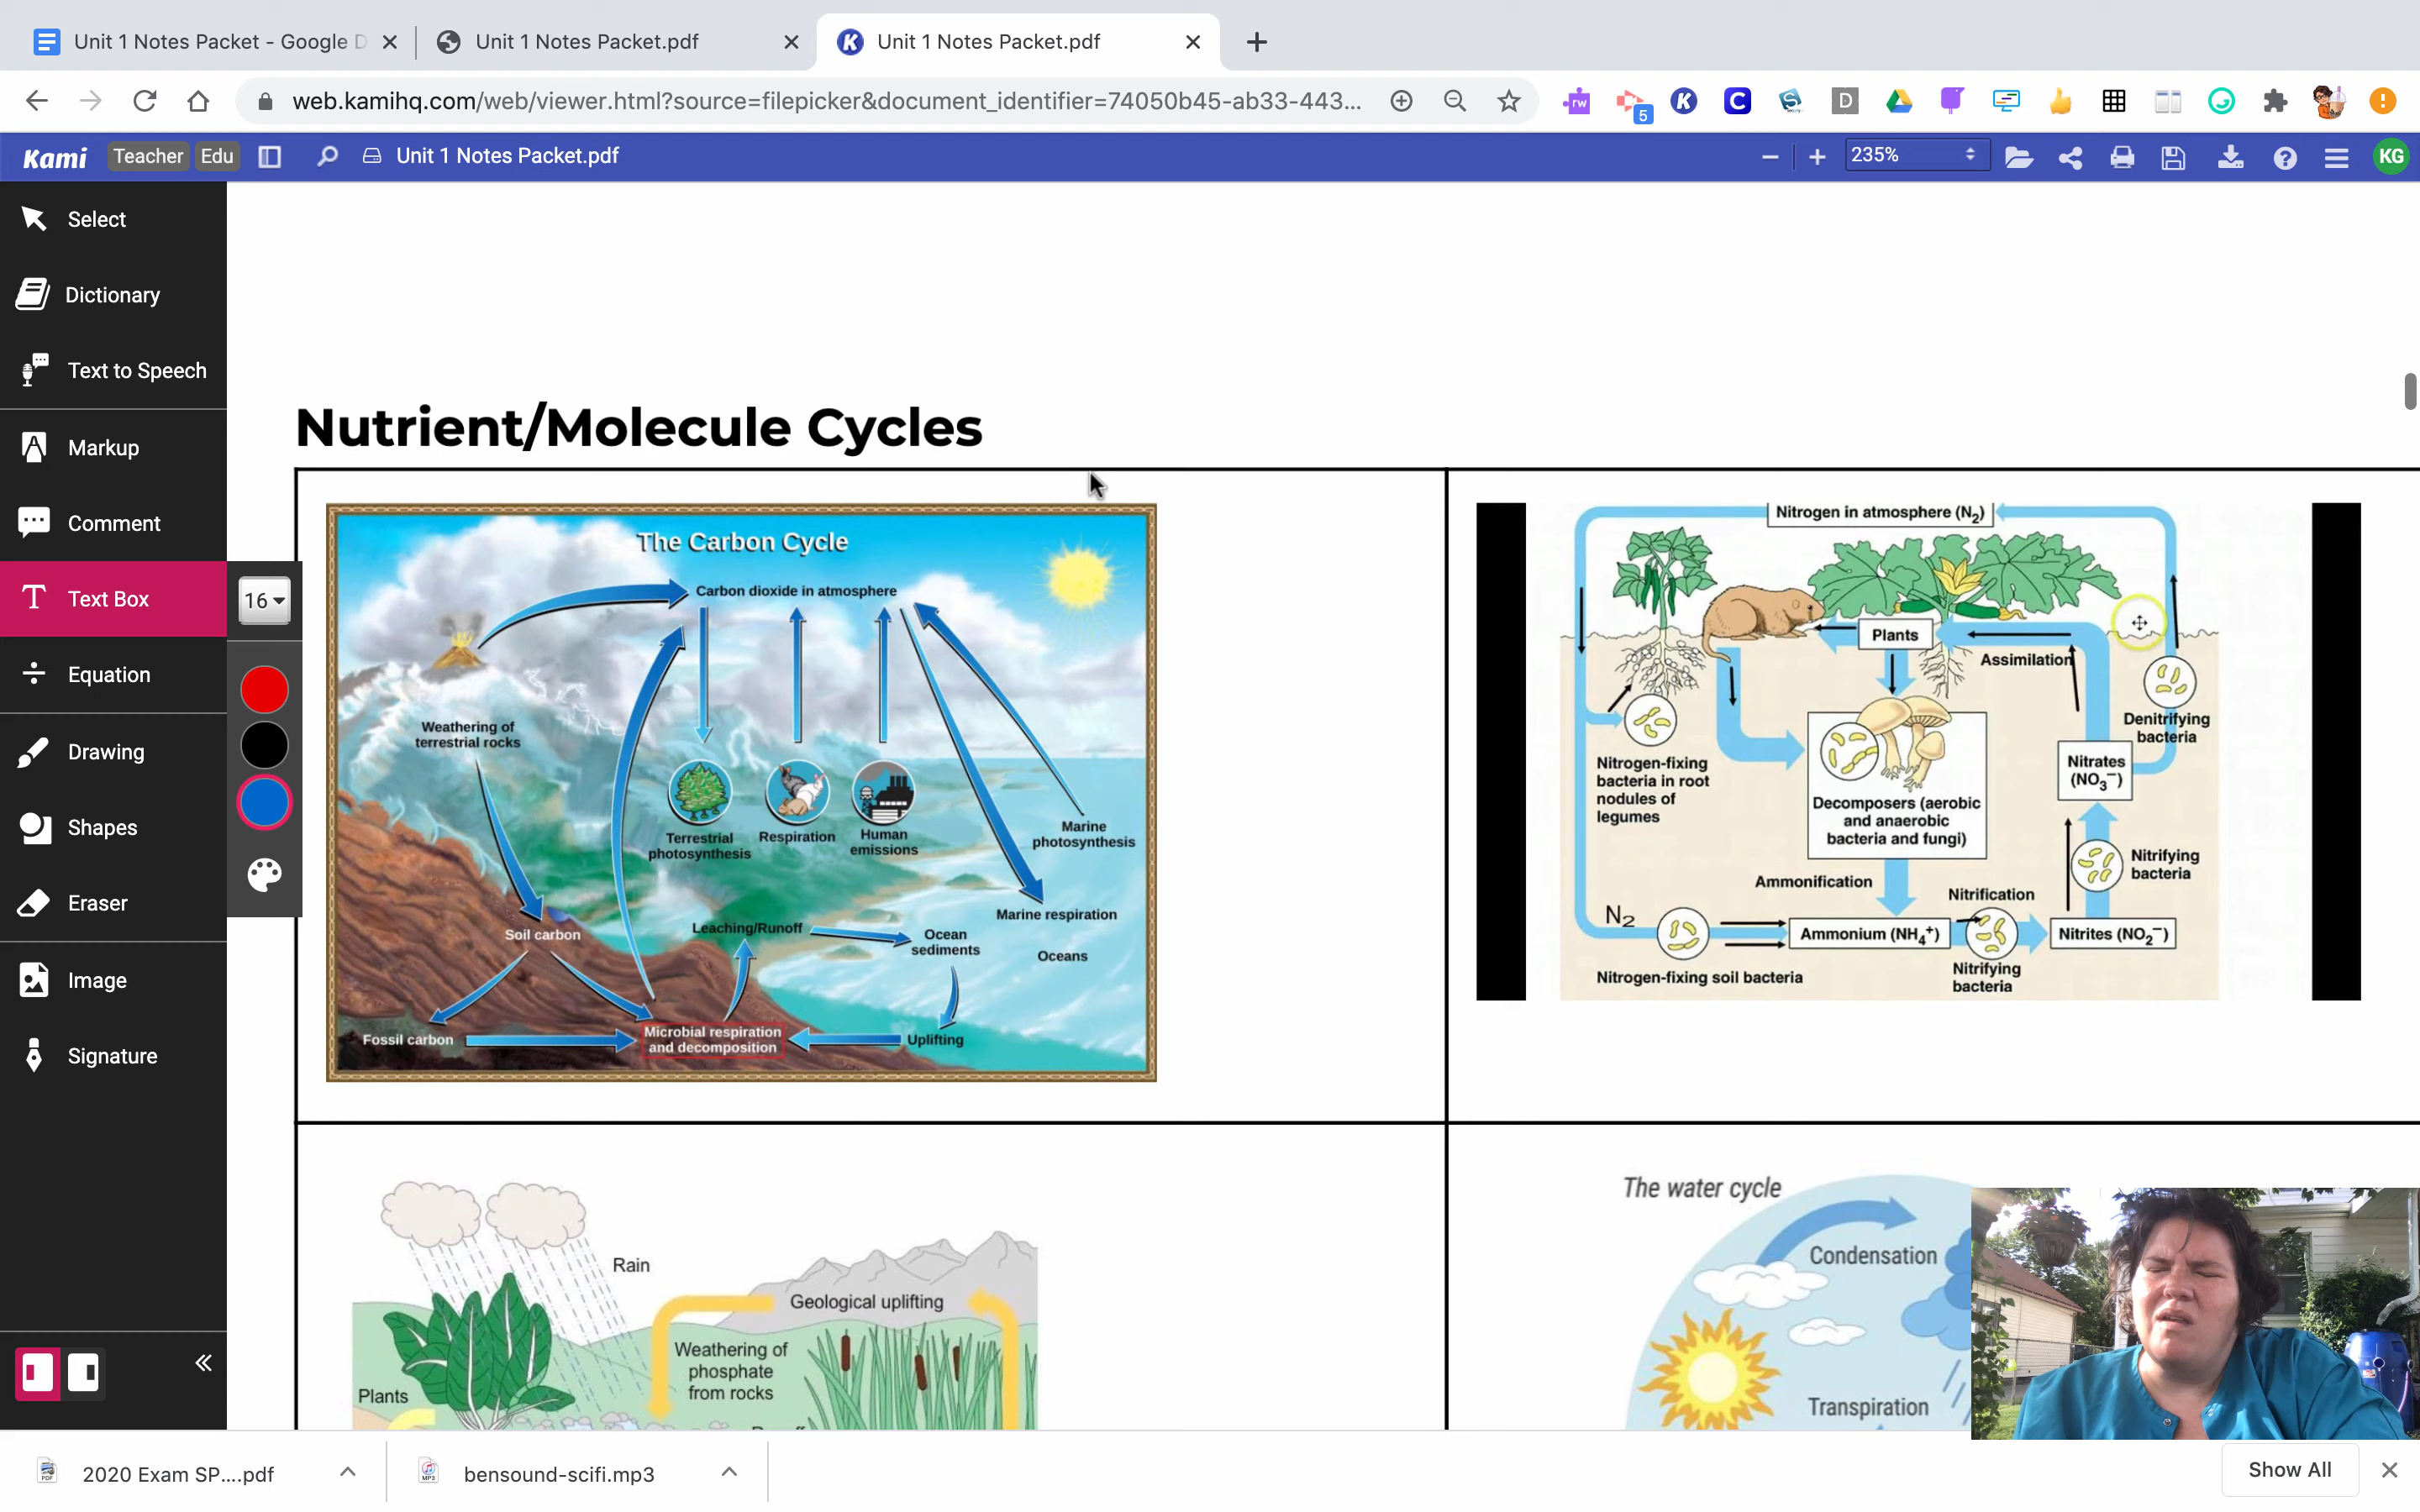 Unit 1 Notes Packet - Google D
Unit 1 Notes Packet.pdf
Unit 1 Notes Packet.pdf
web.kamihq.com/web/viewer.html?source=filepicker&document_identifier=74050b45-ab33-443...
rw
5
K
C
D
Kami
Teacher
Edu
Unit 1 Notes Packet.pdf
235%
KG
Select
Dictionary
Text to Speech
Markup
Comment
Text Box
16
Equation
Drawing
Shapes
Eraser
Image
Signature
Nutrient/Molecule Cycles
The Carbon Cycle
Carbon dioxide in atmosphere
Weathering of
terrestrial rocks
Terrestrial
photosynthesis
Respiration
Human
emissions
Marine
photosynthesis
Marine respiration
Oceans
Soil carbon
Leaching/Runoff
Ocean
sediments
Fossil carbon
Microbial respiration
and decomposition
Uplifting
Nitrogen in atmosphere (N₂)
Plants
Assimilation
Denitrifying
bacteria
Nitrogen-fixing
bacteria in root
nodules of
legumes
Decomposers (aerobic
and anaerobic
bacteria and fungi)
Nitrates
(NO₃⁻)
Nitrifying
bacteria
Ammonification
Nitrification
N₂
Ammonium (NH₄⁺)
Nitrites (NO₂⁻)
Nitrogen-fixing soil bacteria
Nitrifying
bacteria
Rain
Geological uplifting
Weathering of
phosphate
from rocks
Plants
The water cycle
Condensation
Transpiration
2020 Exam SP....pdf
bensound-scifi.mp3
Show All